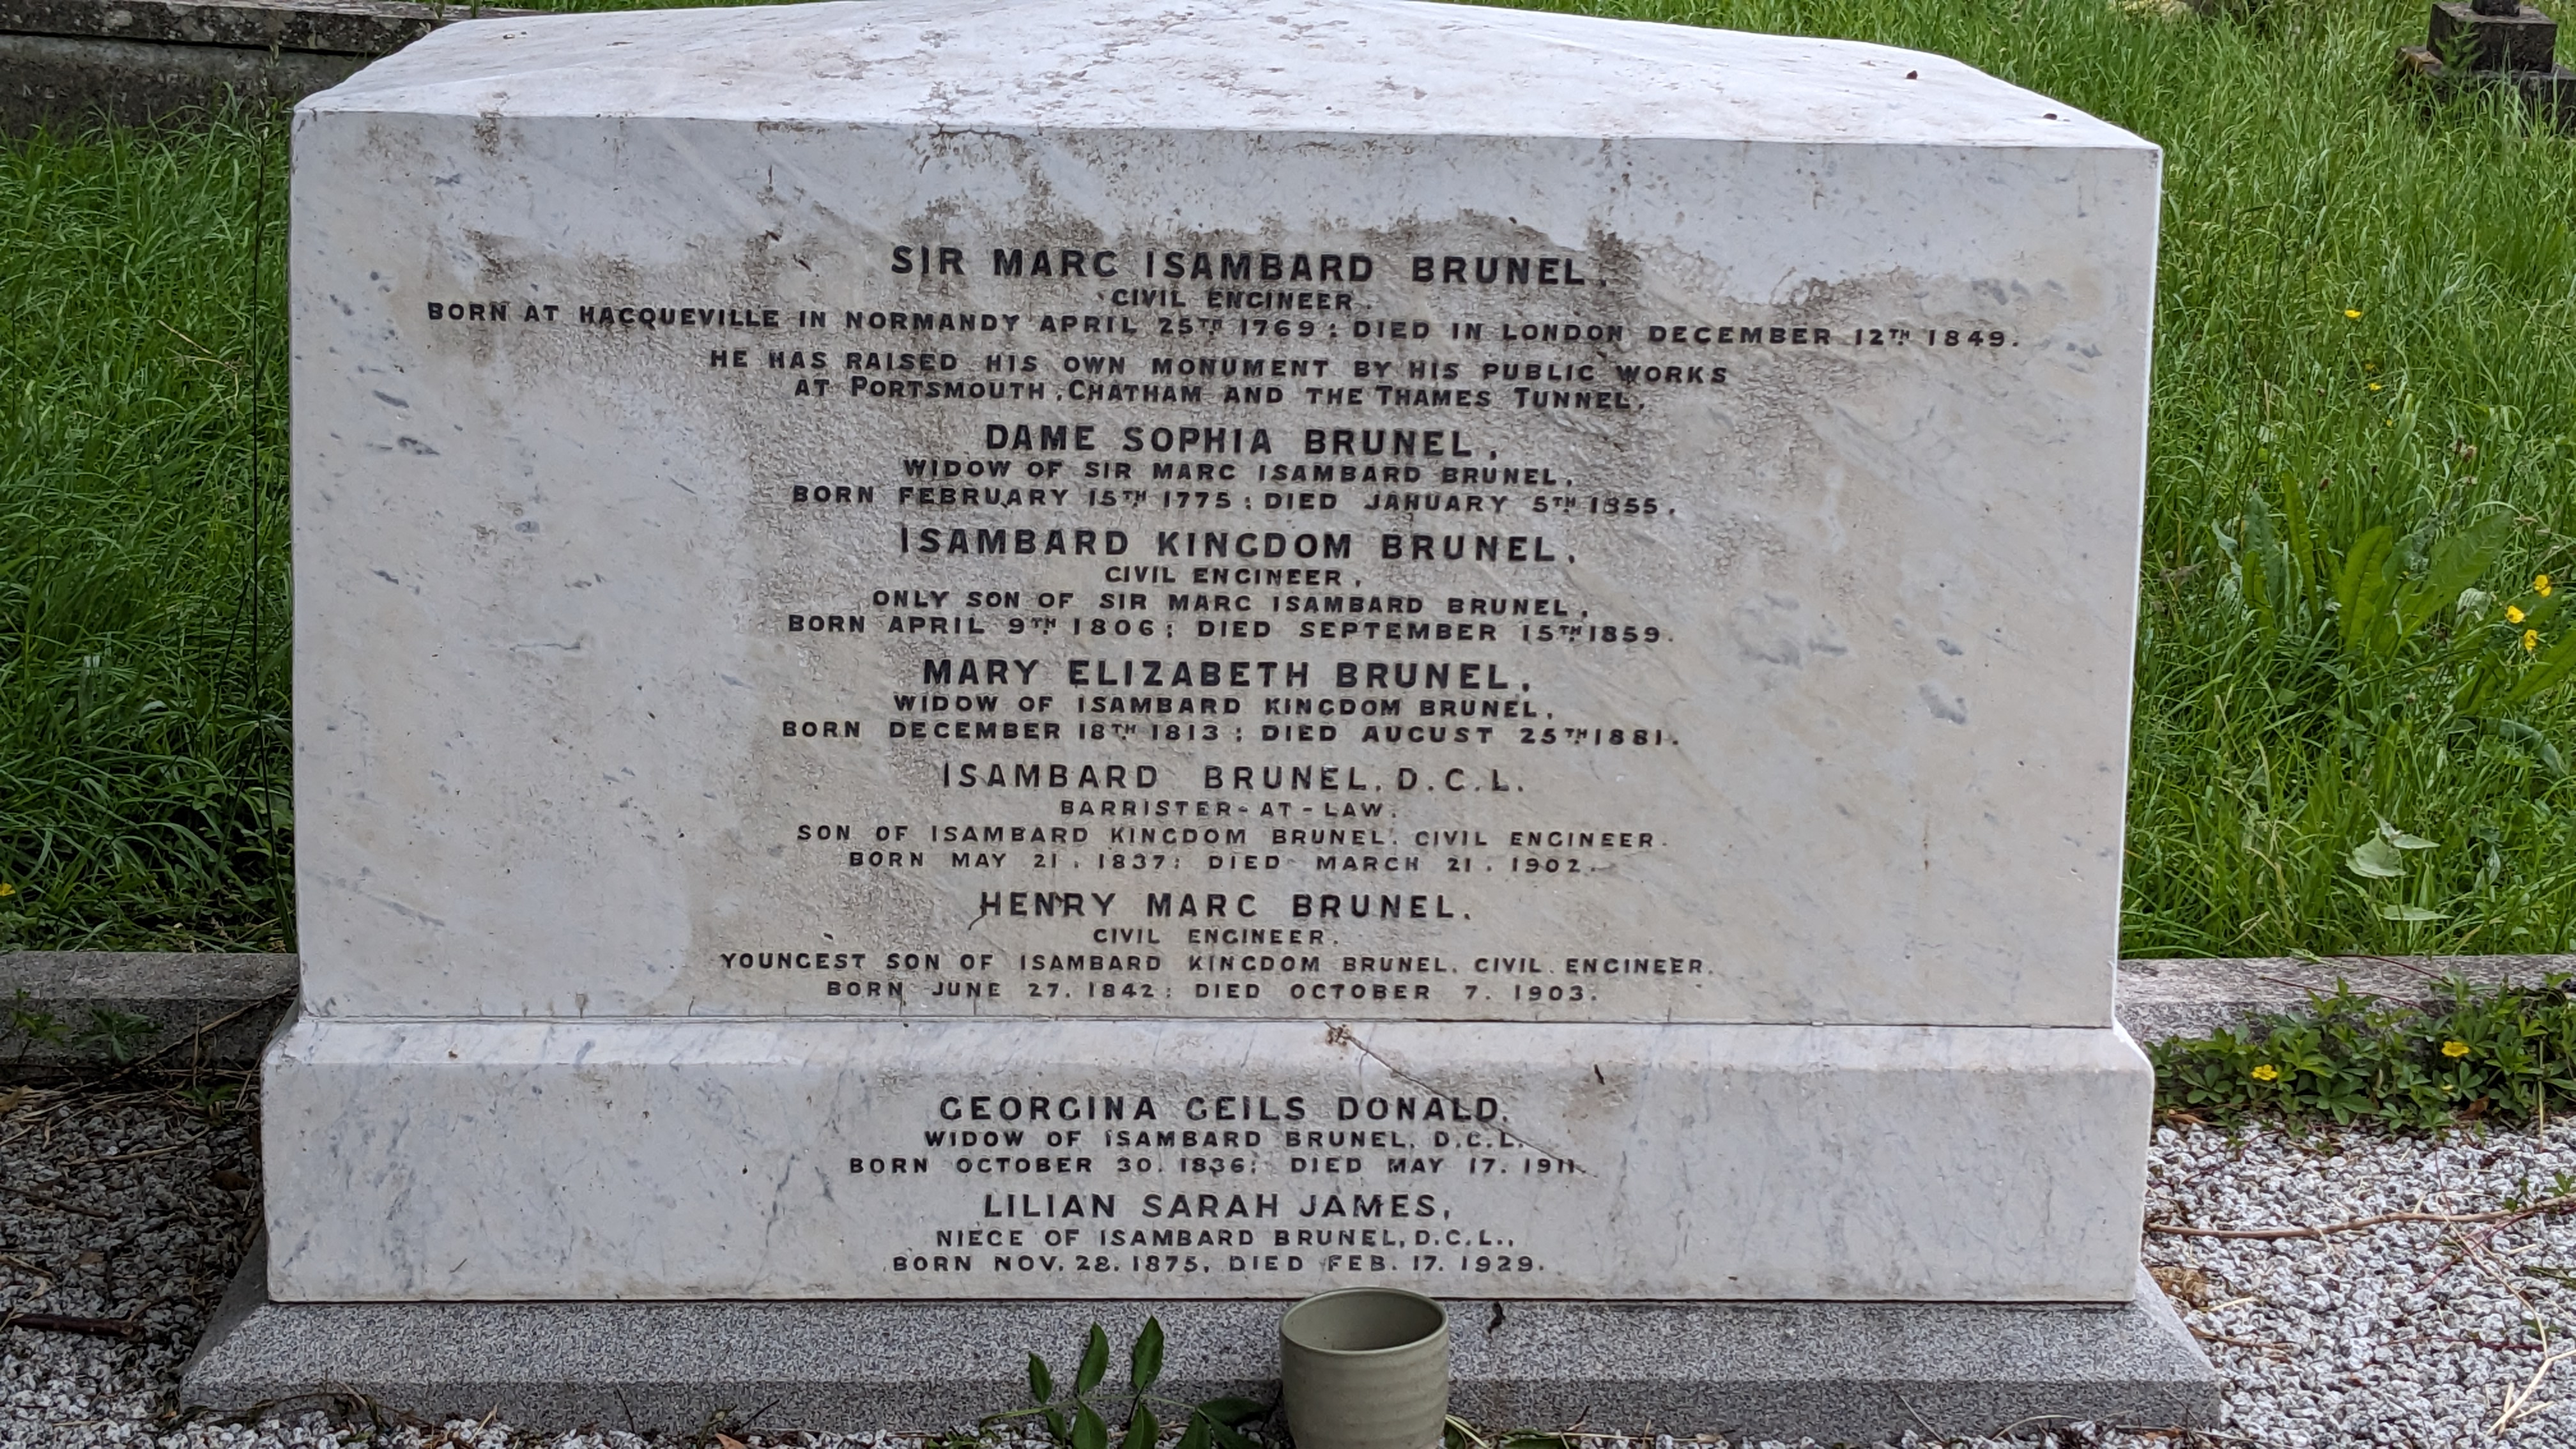 SIR MARC ISAMBARD BRUNEL,
CIVIL ENGINEER.
BORN AT HACQUEVILLE IN NORMANDY APRIL 25TH 1769: DIED IN LONDON DECEMBER 12TH 1849.
HE HAS RAISED HIS OWN MONUMENT BY HIS PUBLIC WORKS
AT PORTSMOUTH, CHATHAM AND THE THAMES TUNNEL.
DAME SOPHIA BRUNEL,
WIDOW OF SIR MARC ISAMBARD BRUNEL,
BORN FEBRUARY 15TH 1775: DIED JANUARY 5TH 1855.
ISAMBARD KINGDOM BRUNEL,
CIVIL ENGINEER,
ONLY SON OF SIR MARC ISAMBARD BRUNEL,
BORN APRIL 9TH 1806: DIED SEPTEMBER 15TH 1859.
MARY ELIZABETH BRUNEL,
WIDOW OF ISAMBARD KINGDOM BRUNEL,
BORN DECEMBER 18TH 1813: DIED AUGUST 25TH 1881.
ISAMBARD BRUNEL, D.C.L.
BARRISTER-AT-LAW.
SON OF ISAMBARD KINGDOM BRUNEL. CIVIL ENGINEER.
BORN MAY 21. 1837: DIED MARCH 21. 1902.
HENRY MARC BRUNEL.
CIVIL ENGINEER.
YOUNGEST SON OF ISAMBARD KINGDOM BRUNEL. CIVIL ENGINEER.
BORN JUNE 27. 1842: DIED OCTOBER 7. 1903.
GEORGINA GEILS DONALD.
WIDOW OF ISAMBARD BRUNEL. D.C.L.
BORN OCTOBER 30. 1836: DIED MAY 17. 1911.
LILIAN SARAH JAMES,
NIECE OF ISAMBARD BRUNEL, D.C.L.,
BORN NOV. 28. 1875, DIED FEB. 17. 1929.